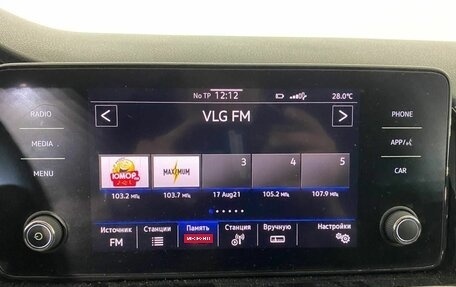 RADIO
MEDIA
MENU
No TP 12:12 28.0°C
< VLG FM >
ЮМОР MAXIMUM 3 4 5
103.2 мгц 103.7 мгц 17 Aug21 105.2 мгц 107.9 мгц
Источник Станции Память Станция Вручную Настройки
FM
PHONE
APP
CAR